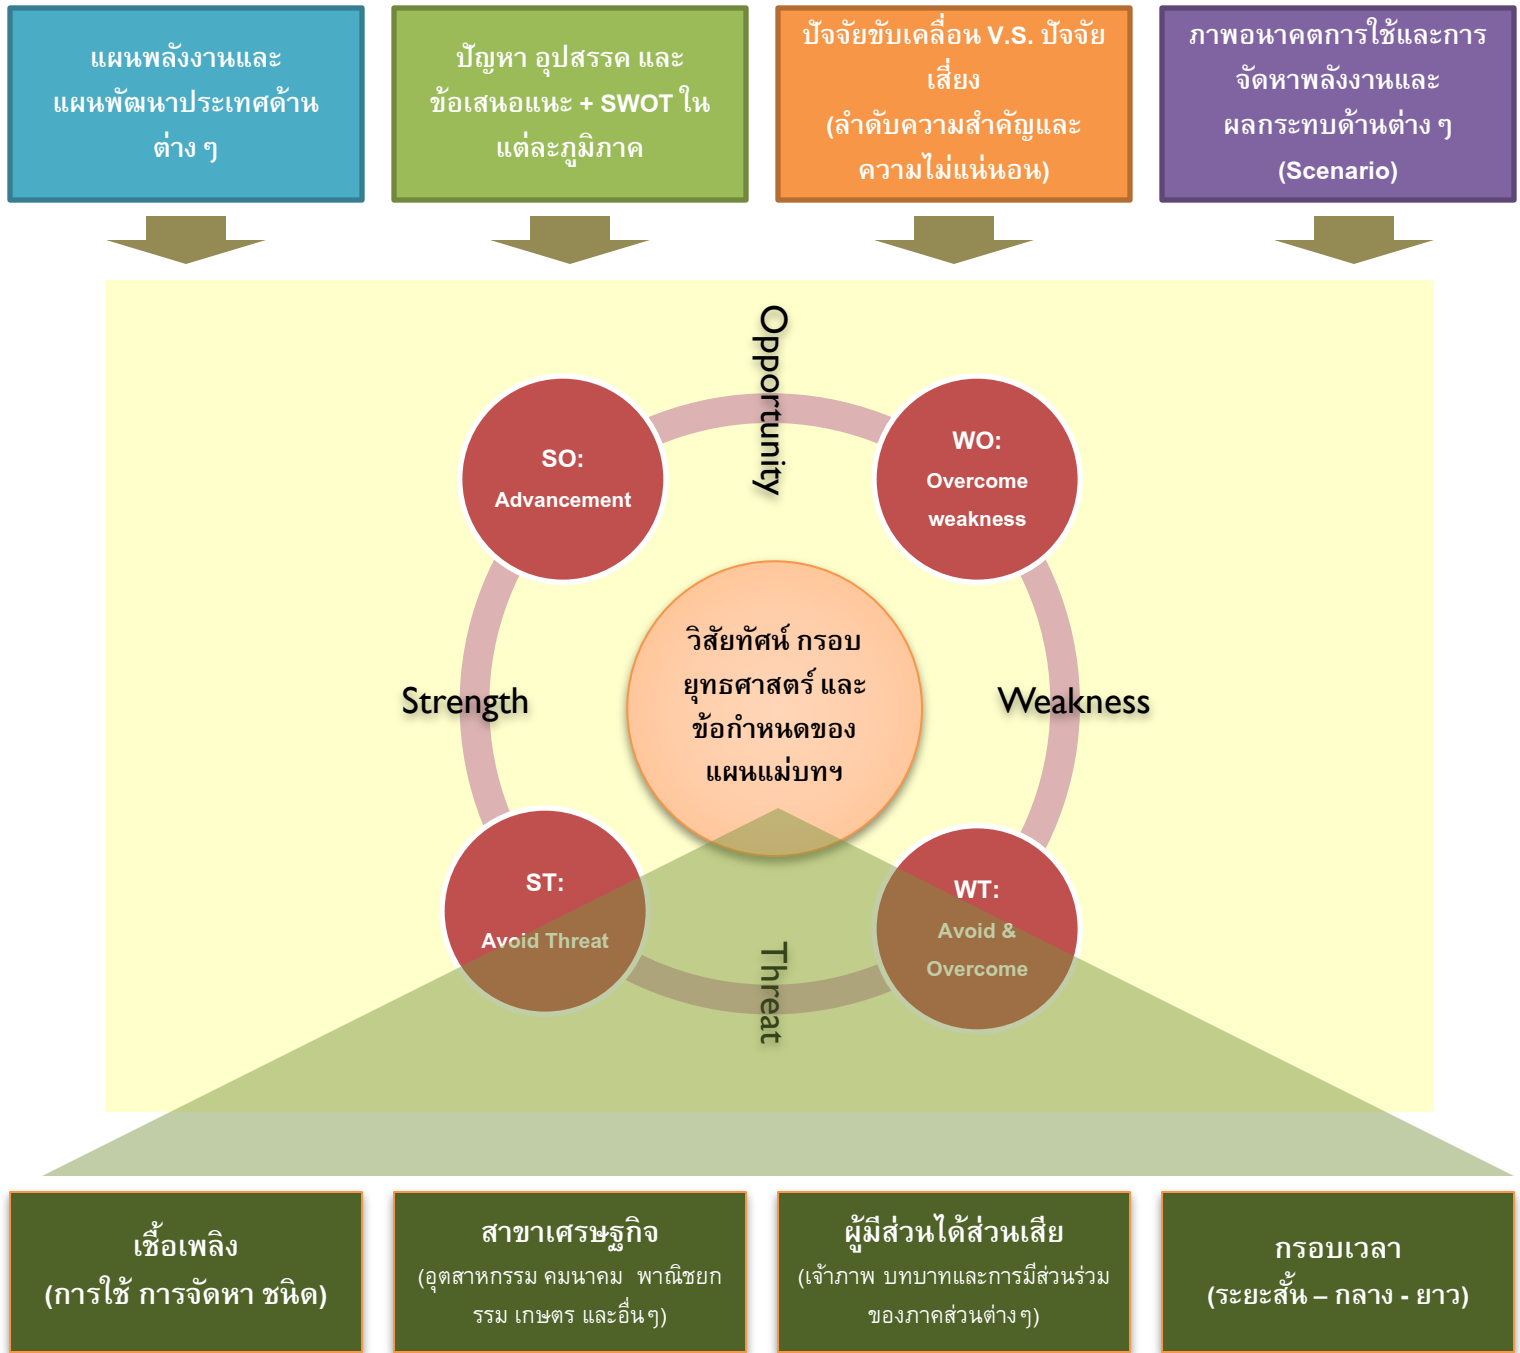 แผนพลังงานและ
แผนพัฒนาประเทศด้าน
ต่าง ๆ
ปัญหา อุปสรรค และ
ข้อเสนอแนะ + SWOT ใน
แต่ละภูมิภาค
ปัจจัยขับเคลื่อน V.S. ปัจจัย
เสี่ยง
(ลำดับความสำคัญและ
ความไม่แน่นอน)
ภาพอนาคตการใช้และการ
จัดหาพลังงานและ
ผลกระทบด้านต่าง ๆ
(Scenario)
Opportunity
SO:
Advancement
WO:
Overcome
weakness
วิสัยทัศน์ กรอบ
ยุทธศาสตร์ และ
ข้อกำหนดของ
แผนแม่บทฯ
Strength
Weakness
ST:
Avoid Threat
WT:
Avoid &
Overcome
Threat
เชื้อเพลิง
(การใช้ การจัดหา ชนิด)
สาขาเศรษฐกิจ
(อุตสาหกรรม คมนาคม พาณิชยก
รรม เกษตร และอื่นๆ)
ผู้มีส่วนได้ส่วนเสีย
(เจ้าภาพ บทบาทและการมีส่วนร่วม
ของภาคส่วนต่างๆ)
กรอบเวลา
(ระยะสั้น – กลาง - ยาว)